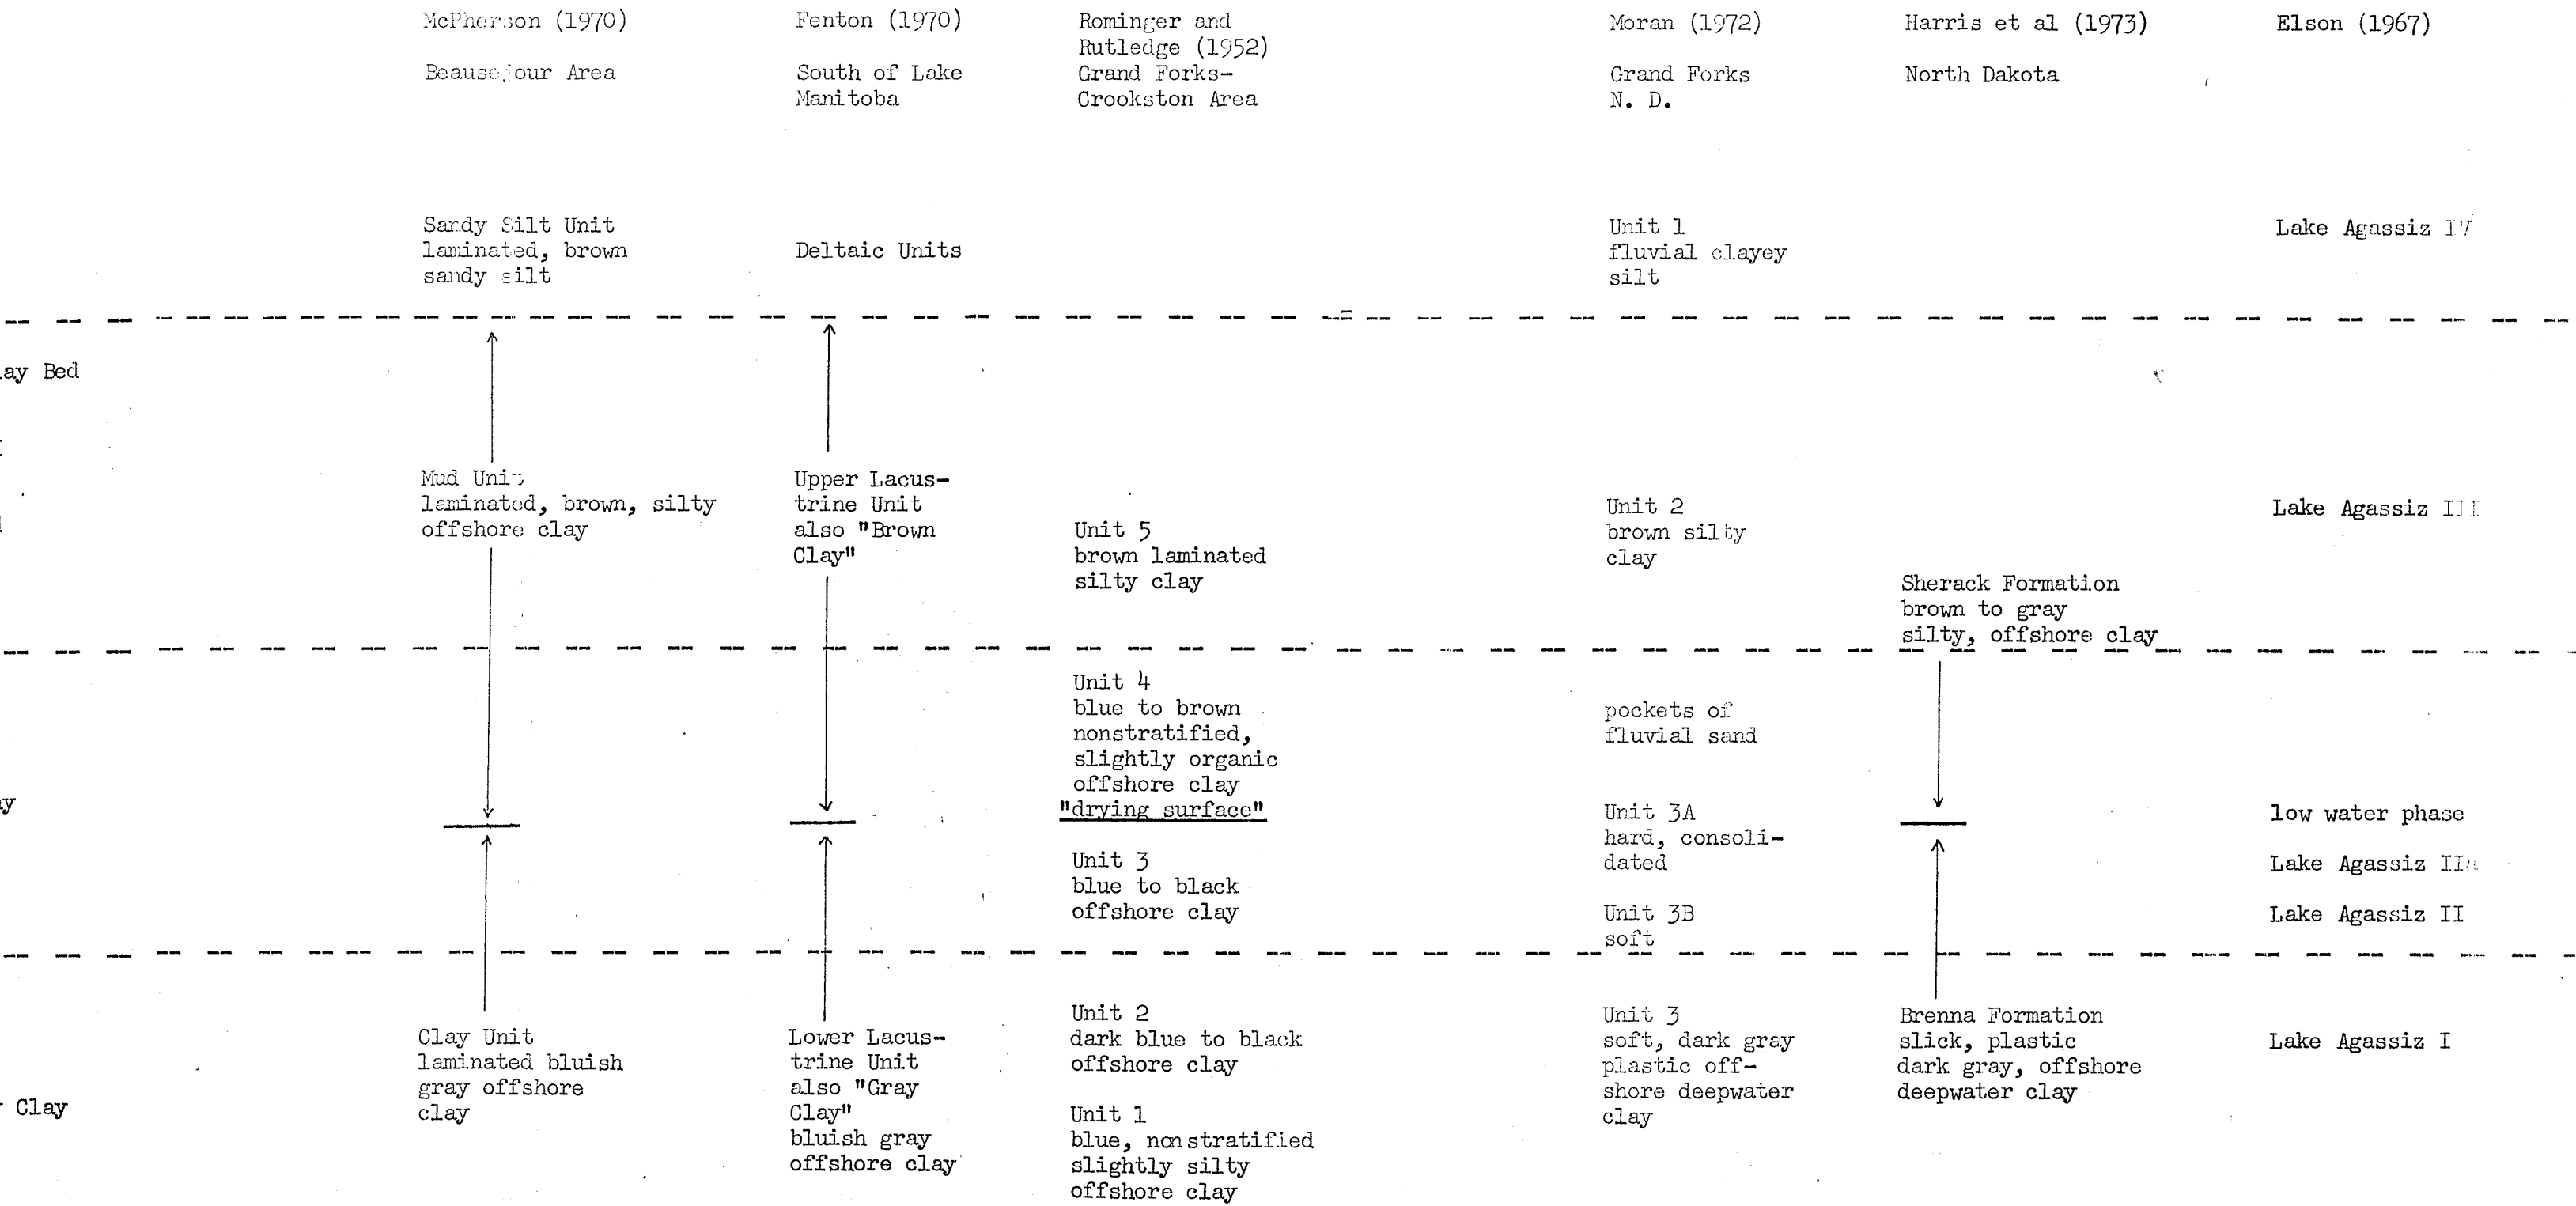 McPherson (1970)
Beausejour Area
Sandy Silt Unit
laminated, brown
sandy silt
Mud Unit
laminated, brown, silty
offshore clay
Clay Unit
laminated bluish
gray offshore
clay
Fenton (1970)
South of Lake
Manitoba
Deltaic Units
Upper Lacus-
trine Unit
also "Brown
Clay"
Lower Lacus-
trine Unit
also "Gray
Clay"
bluish gray
offshore clay
Rominger and
Rutledge (1952)
Grand Forks-
Crookston Area
Unit 5
brown laminated
silty clay
Unit 4
blue to brown
nonstratified,
slightly organic
offshore clay
"drying surface"
Unit 3
blue to black
offshore clay
Unit 2
dark blue to black
offshore clay
Unit 1
blue, nonstratified
slightly silty
offshore clay
Moran (1972)
Grand Forks
N. D.
Unit 1
fluvial clayey
silt
Unit 2
brown silty
clay
pockets of
fluvial sand
Unit 3A
hard, consoli-
dated
Unit 3B
soft
Unit 3
soft, dark gray
plastic off-
shore deepwater
clay
Harris et al (1973)
North Dakota
Sherack Formation
brown to gray
silty, offshore clay
Brenna Formation
slick, plastic
dark gray, offshore
deepwater clay
Elson (1967)
Lake Agassiz IV
Lake Agassiz III
low water phase
Lake Agassiz IIa
Lake Agassiz II
Lake Agassiz I
ay Bed
y
Clay